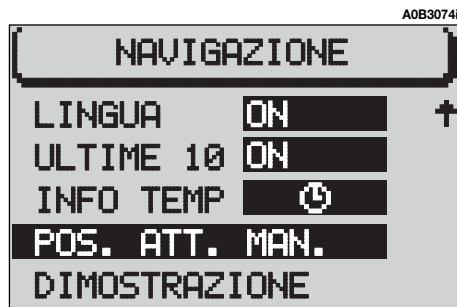 A0B3074i
NAVIGAZIONE
LINGUA ON
ULTIME 10 ON
INFO TEMP
POS. ATT. MAN.
DIMOSTRAZIONE